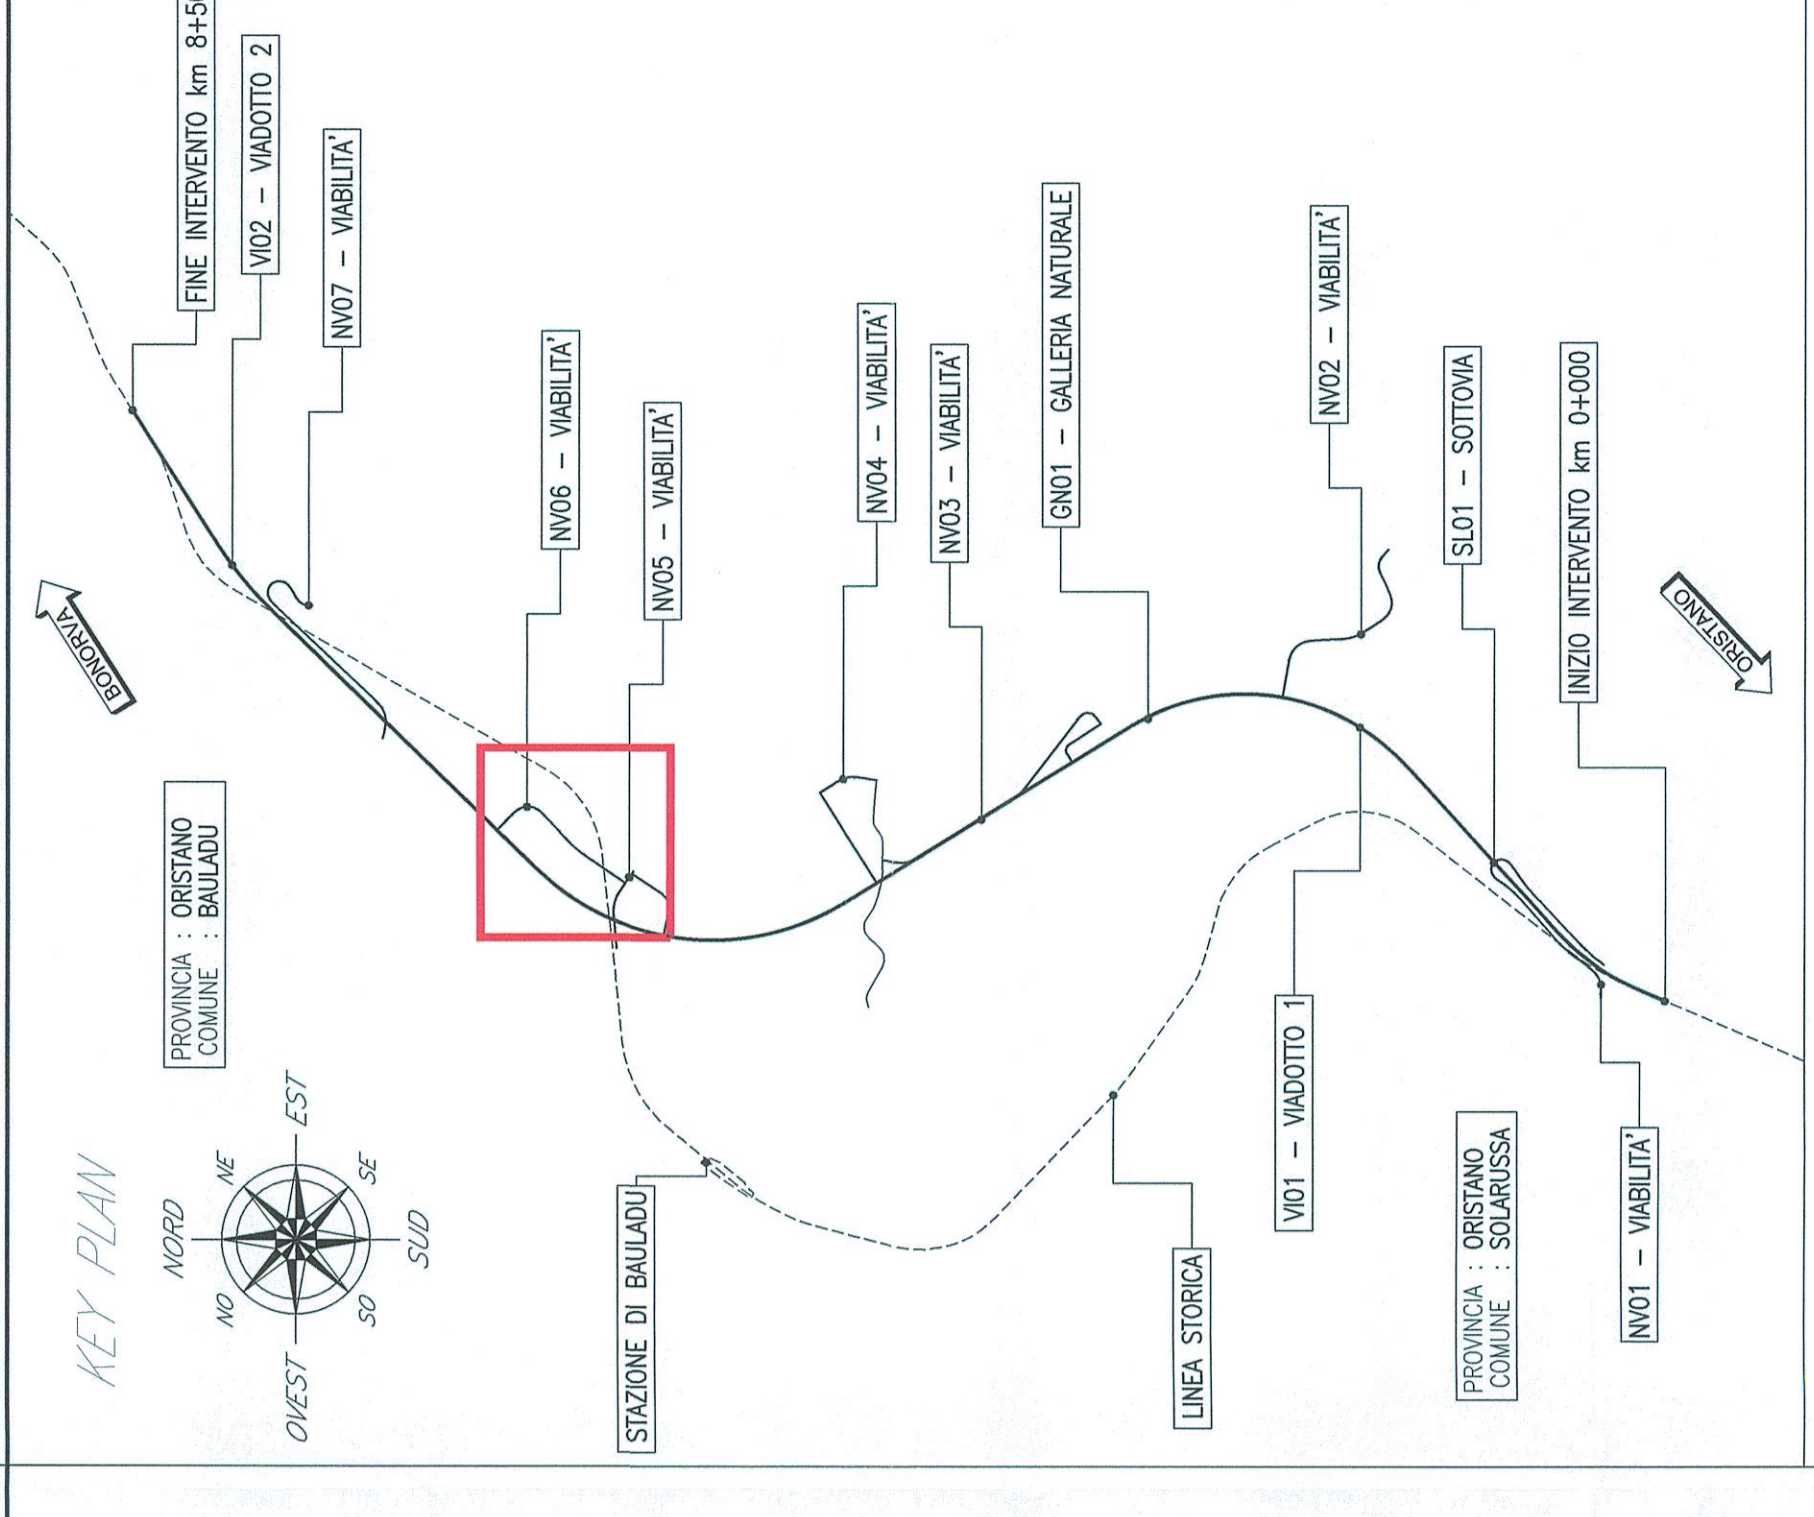 KEY PLAN
NORD
NE
EST
SE
SUD
SO
OVEST
NO
PROVINCIA : ORISTANO
COMUNE : BAULADU
BONORVA
FINE INTERVENTO km
VI02 - VIADOTTO 2
NV07 - VIABILITA'
NV06 - VIABILITA'
NV05 - VIABILITA'
NV04 - VIABILITA'
NV03 - VIABILITA'
GN01 - GALLERIA NATURALE
NV02 - VIABILITA'
SL01 - SOTTOVIA
INIZIO INTERVENTO km 0+000
ORISTANO
STAZIONE DI BAULADU
LINEA STORICA
VI01 - VIADOTTO 1
PROVINCIA : ORISTANO
COMUNE : SOLARUSSA
NV01 - VIABILITA'